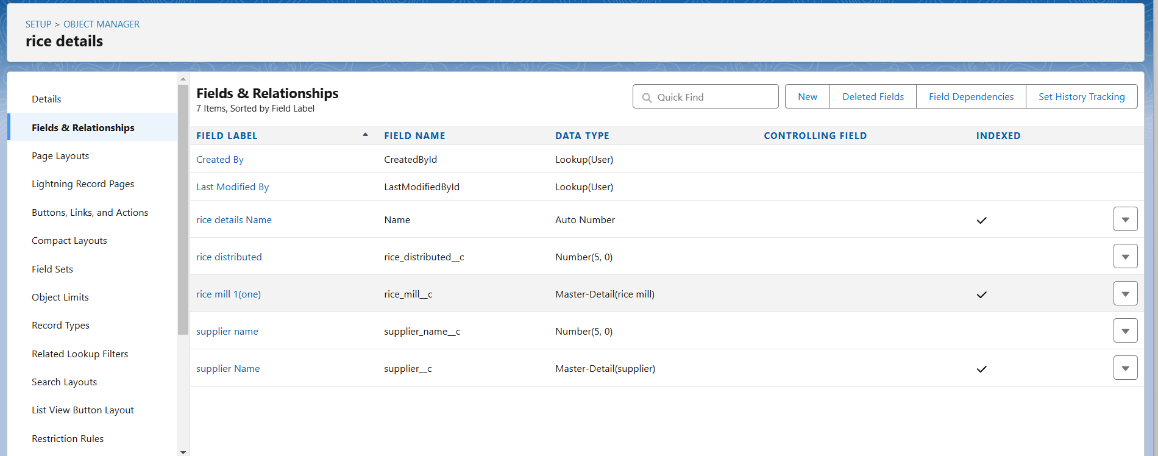 SETUP > OBJECT MANAGER
rice details
Details
Fields & Relationships
Page Layouts
Lightning Record Pages
Buttons, Links, and Actions
Compact Layouts
Field Sets
Object Limits
Record Types
Related Lookup Filters
Search Layouts
List View Button Layout
Restriction Rules
Fields & Relationships
7 Items, Sorted by Field Label
Quick Find
New
Deleted Fields
Field Dependencies
Set History Tracking
FIELD LABEL FIELD NAME DATA TYPE CONTROLLING FIELD INDEXED
Created By CreatedById Lookup(User)
Last Modified By LastModifiedById Lookup(User)
rice details Name Name Auto Number
rice distributed rice_distributed__c Number(5, 0)
rice mill 1(one) rice_mill__c Master-Detail(rice mill)
supplier name supplier_name__c Number(5, 0)
supplier Name supplier__c Master-Detail(supplier)